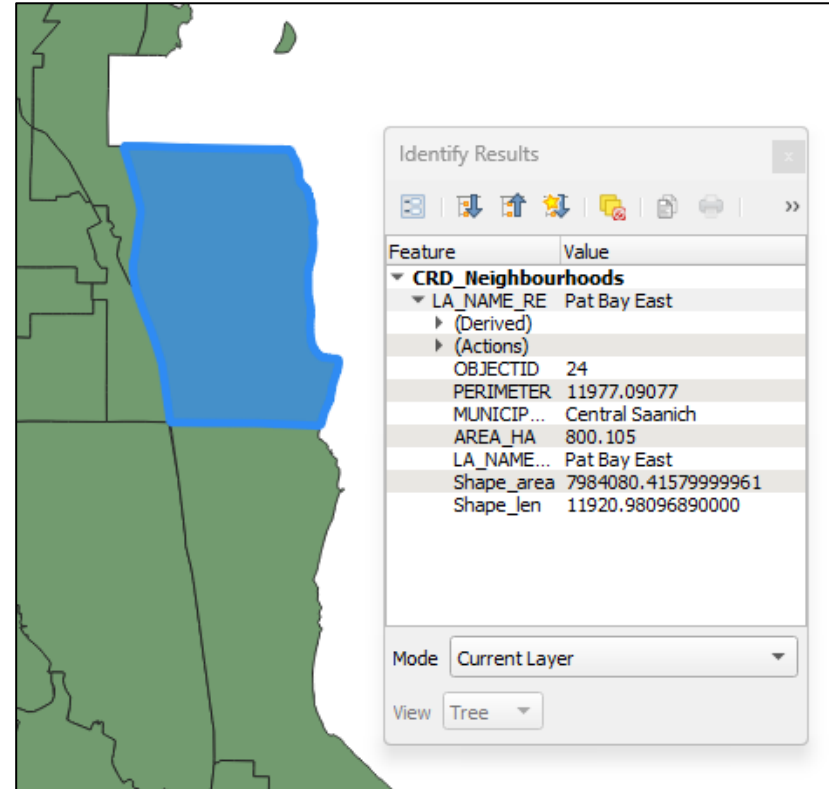 Identify Results
x
»
Feature Value
CRD_Neighbourhoods
LA_NAME_RE Pat Bay East
(Derived)
(Actions)
OBJECTID 24
PERIMETER 11977.09077
MUNICIP... Central Saanich
AREA_HA 800.105
LA_NAME... Pat Bay East
Shape_area 7984080.41579999961
Shape_len 11920.98096890000
Mode Current Layer
View Tree